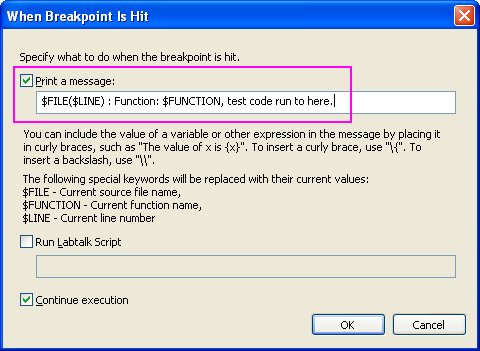 When Breakpoint Is Hit
Specify what to do when the breakpoint is hit.
Print a message:
$FILE($LINE) : Function: $FUNCTION, test code run to here.
You can include the value of a variable or other expression in the message by placing it
in curly braces, such as "The value of x is {x}". To insert a curly brace, use "\{". To
insert a backslash, use "\\".
The following special keywords will be replaced with their current values:
$FILE - Current source file name,
$FUNCTION - Current function name,
$LINE - Current line number
Run Labtalk Script
Continue execution
OK
Cancel